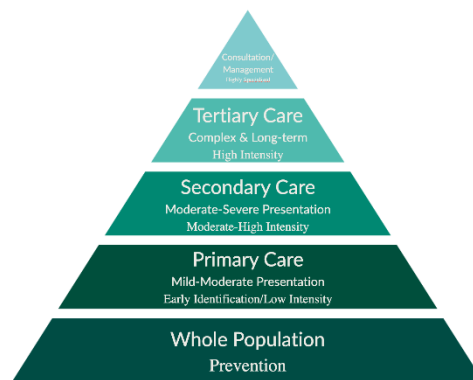 Consultation/
Management
Highly Specialised
Tertiary Care
Complex & Long-term
High Intensity
Secondary Care
Moderate-Severe Presentation
Moderate-High Intensity
Primary Care
Mild-Moderate Presentation
Early Identification/Low Intensity
Whole Population
Prevention